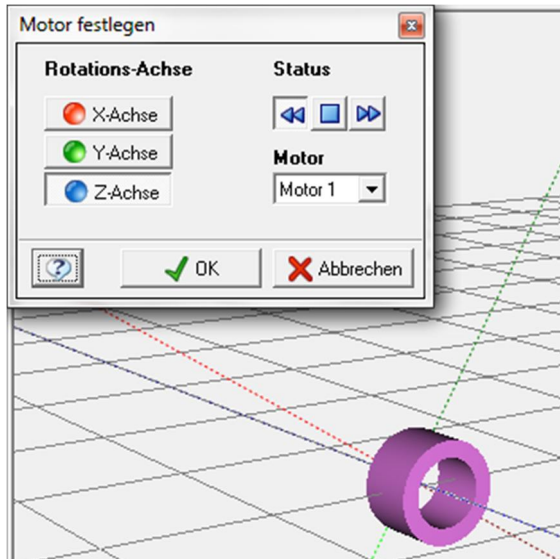 Motor festlegen
Rotations-Achse
X-Achse
Y-Achse
Z-Achse
Status
Motor
Motor 1
? OK Abbrechen